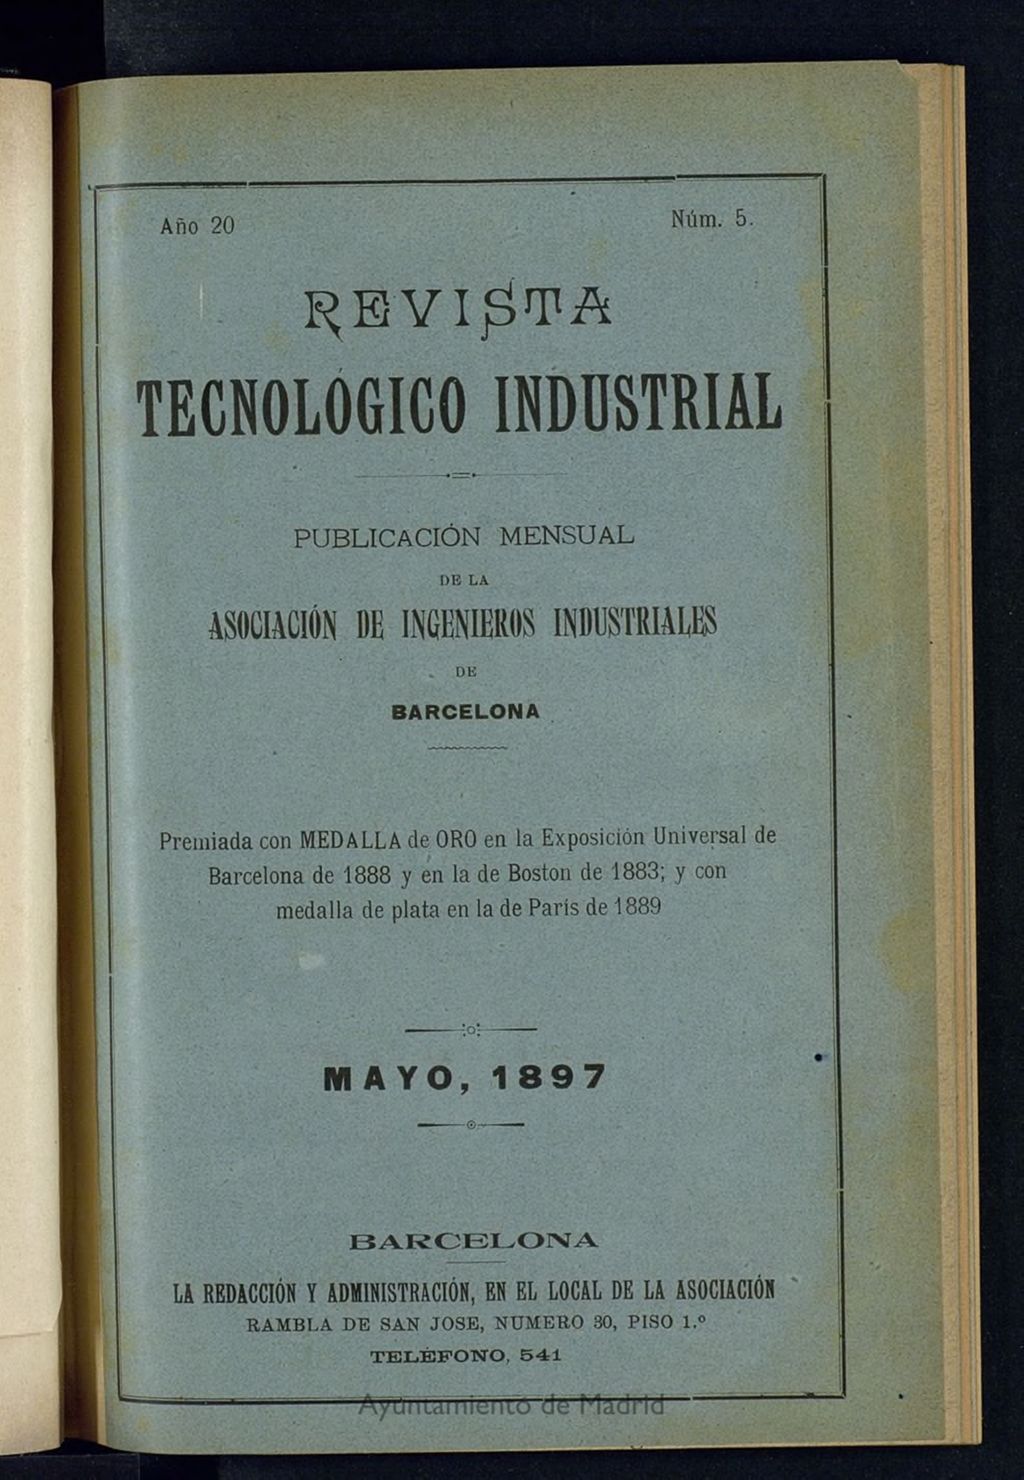 Año 20
Núm. 5.
REVISTA
TECNOLÓGICO INDUSTRIAL
PUBLICACIÓN MENSUAL
DE LA
ASOCIACIÓN DE INGENIEROS INDUSTRIALES
DE
BARCELONA
Premiada con MEDALLA de ORO en la Exposición Universal de
Barcelona de 1888 y en la de Boston de 1883; y con
medalla de plata en la de París de 1889
MAYO, 1897
BARCELONA
LA REDACCIÓN Y ADMINISTRACIÓN, EN EL LOCAL DE LA ASOCIACIÓN
RAMBLA DE SAN JOSE, NUMERO 30, PISO 1.º
TELÉFONO, 541
Ayuntamiento de Madrid